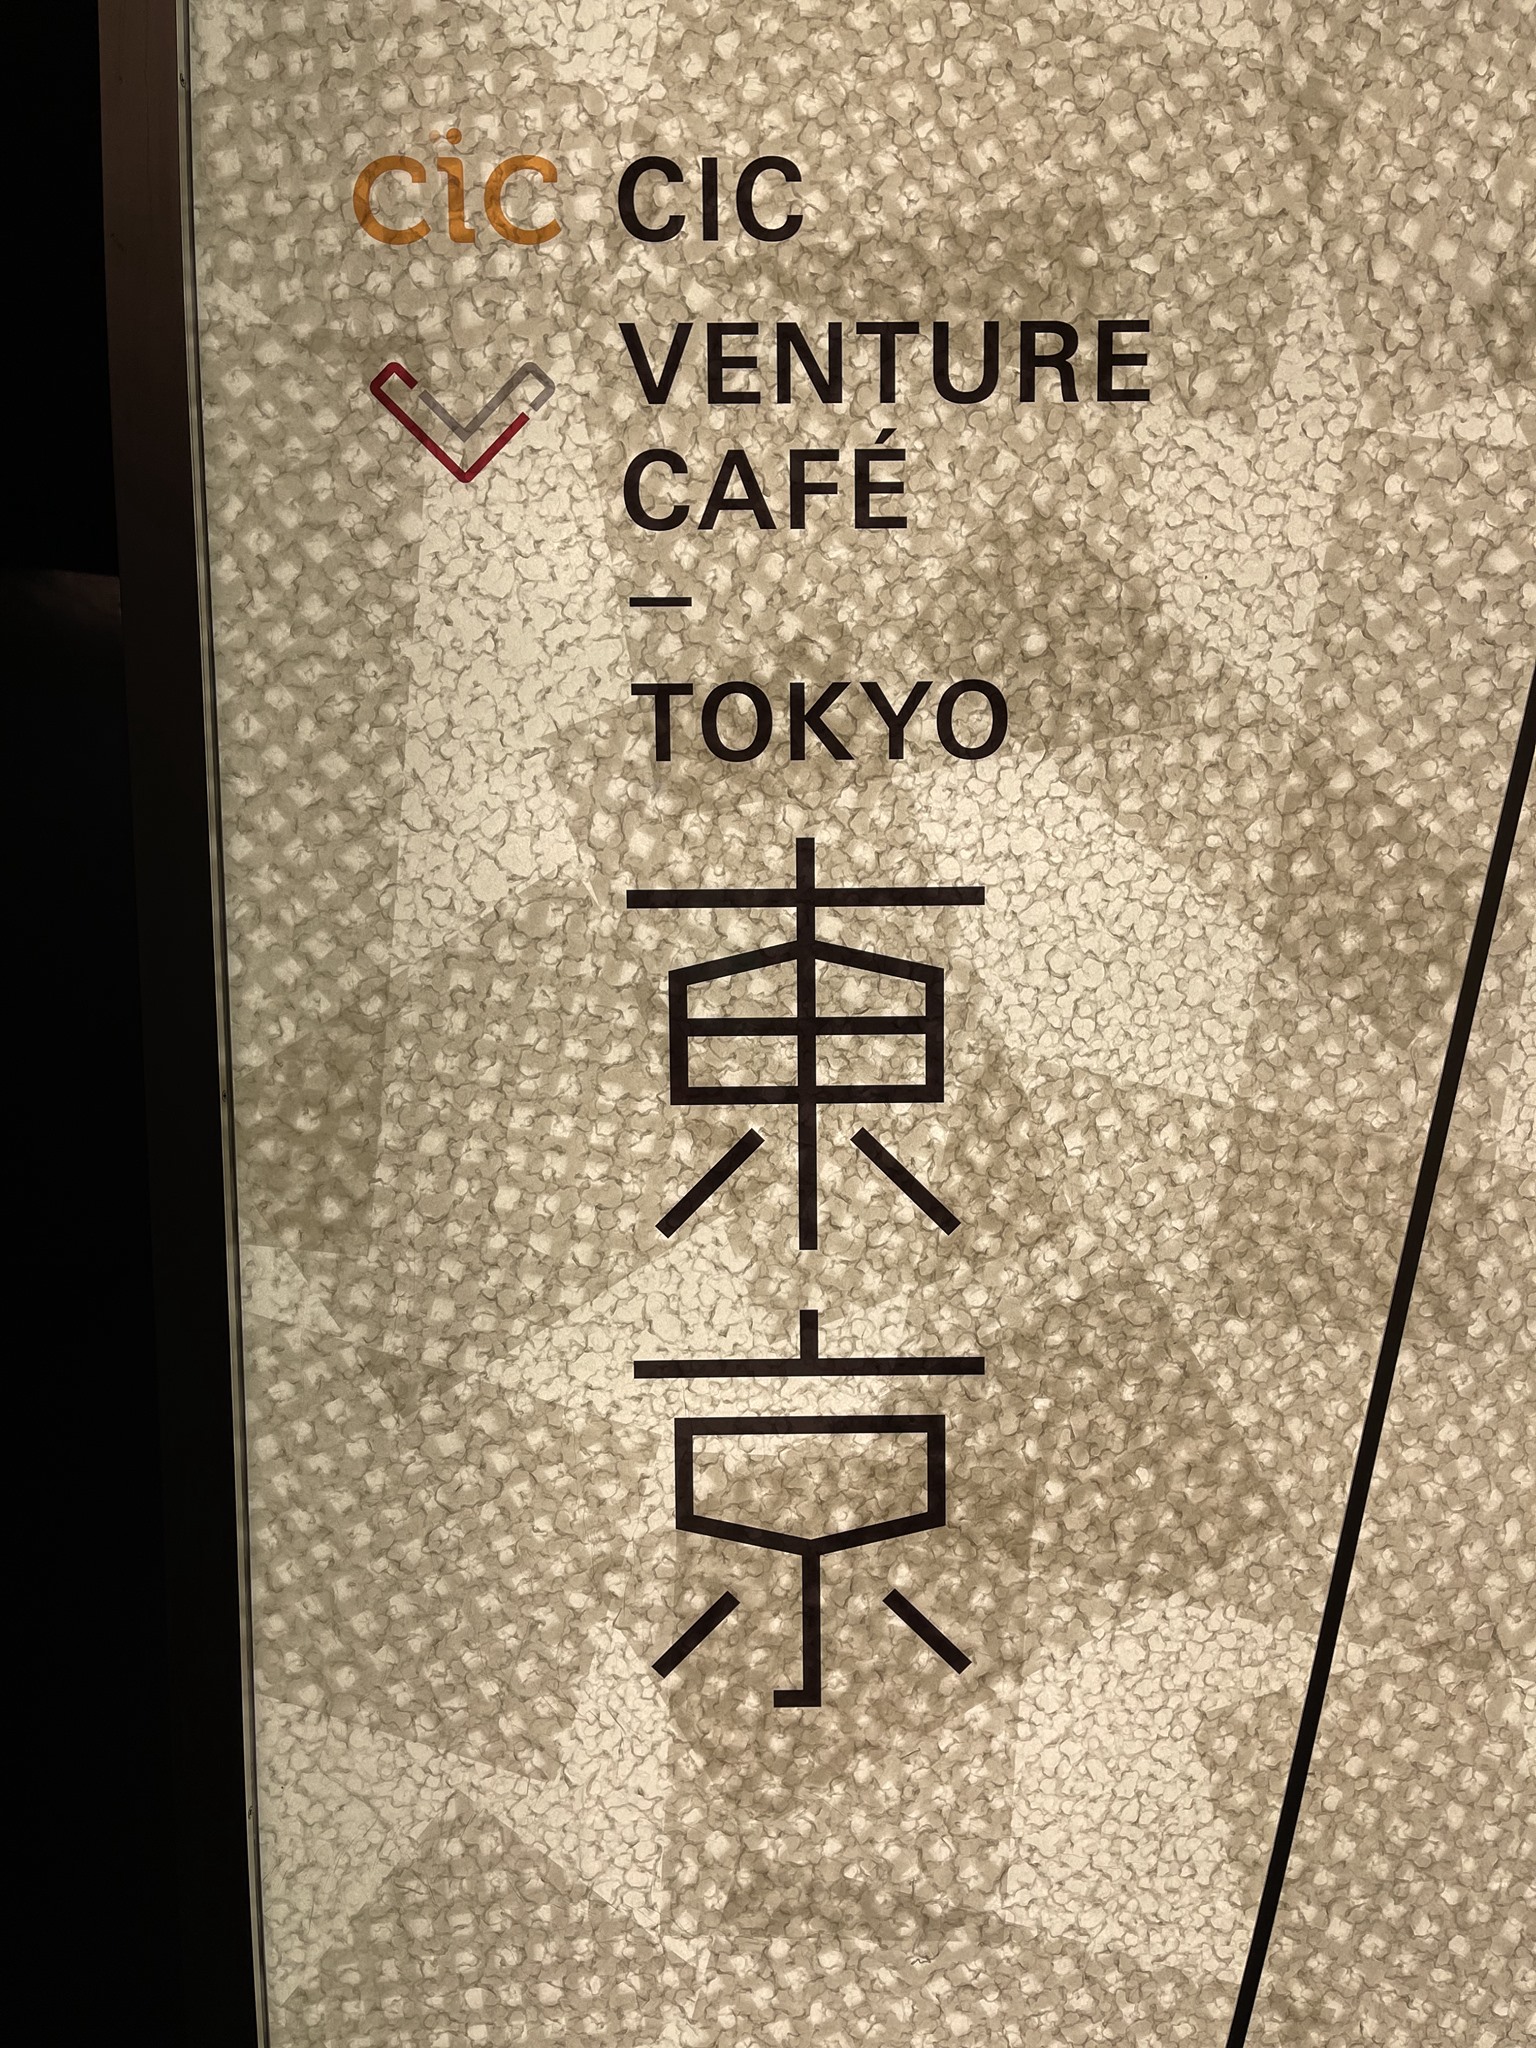 cic CIC
VENTURE
CAFÉ
–
TOKYO
東
京